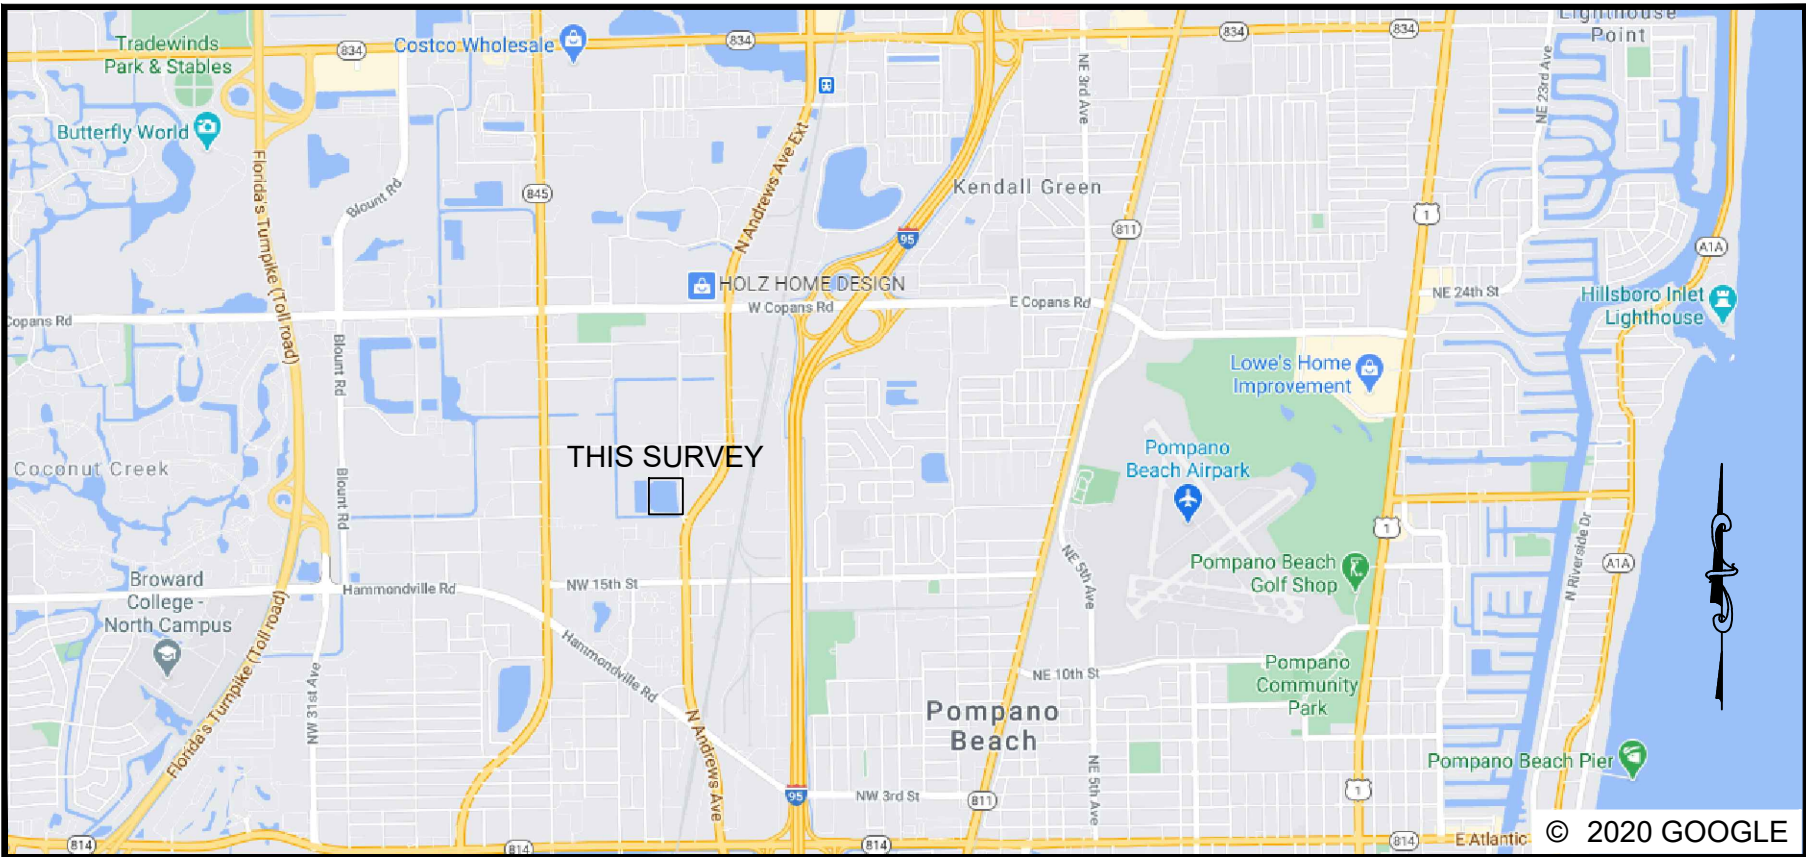 Lighthouse
Point
Tradewinds
Park & Stables
834
Costco Wholesale
834
834
834
NE 3rd Ave
NE 23rd Ave
Butterfly World
Florida's Turnpike (Toll road)
Blount Rd
845
N Andrews Ave Ext
Kendall Green
95
811
1
A1A
HOLZ HOME DESIGN
W Copans Rd
E Copans Rd
NE 24th St
Hillsboro Inlet
Lighthouse
Copans Rd
Blount Rd
Lowe's Home
Improvement
THIS SURVEY
Pompano
Beach Airpark
Coconut Creek
Blount Rd
1
N Riverside Dr
A1A
NE 5th Ave
Pompano Beach
Golf Shop
Broward
College -
North Campus
Hammondville Rd
NW 15th St
Hammondville Rd
Florida's Turnpike (Toll road)
NW 31st Ave
NE 10th St
Pompano
Community
Park
Pompano
Beach
N Andrews Ave
NE 5th Ave
Pompano Beach Pier
95
NW 3rd St
811
1
814
814
814
814
E Atlantic
© 2020 GOOGLE